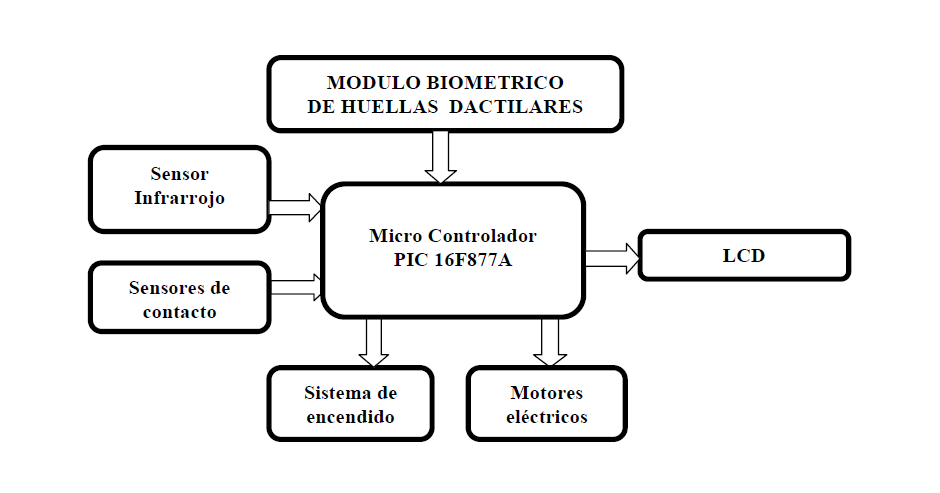 MODULO BIOMETRICO
DE HUELLAS DACTILARES
Sensor
Infrarrojo
Micro Controlador
PIC 16F877A
LCD
Sensores de
contacto
Sistema de
encendido
Motores
eléctricos